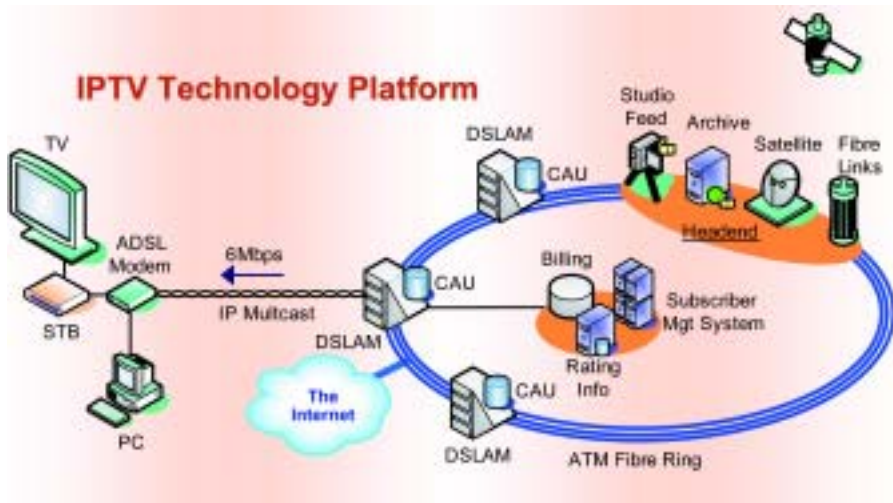 IPTV Technology Platform
Studio
Feed
Archive
Satellite
Fibre
Links
Headend
DSLAM
CAU
TV
ADSL
Modem
6Mbps
IP Multcast
STB
PC
CAU
DSLAM
Billing
Subscriber
Mgt System
Rating
Info
The
Internet
CAU
DSLAM
ATM Fibre Ring